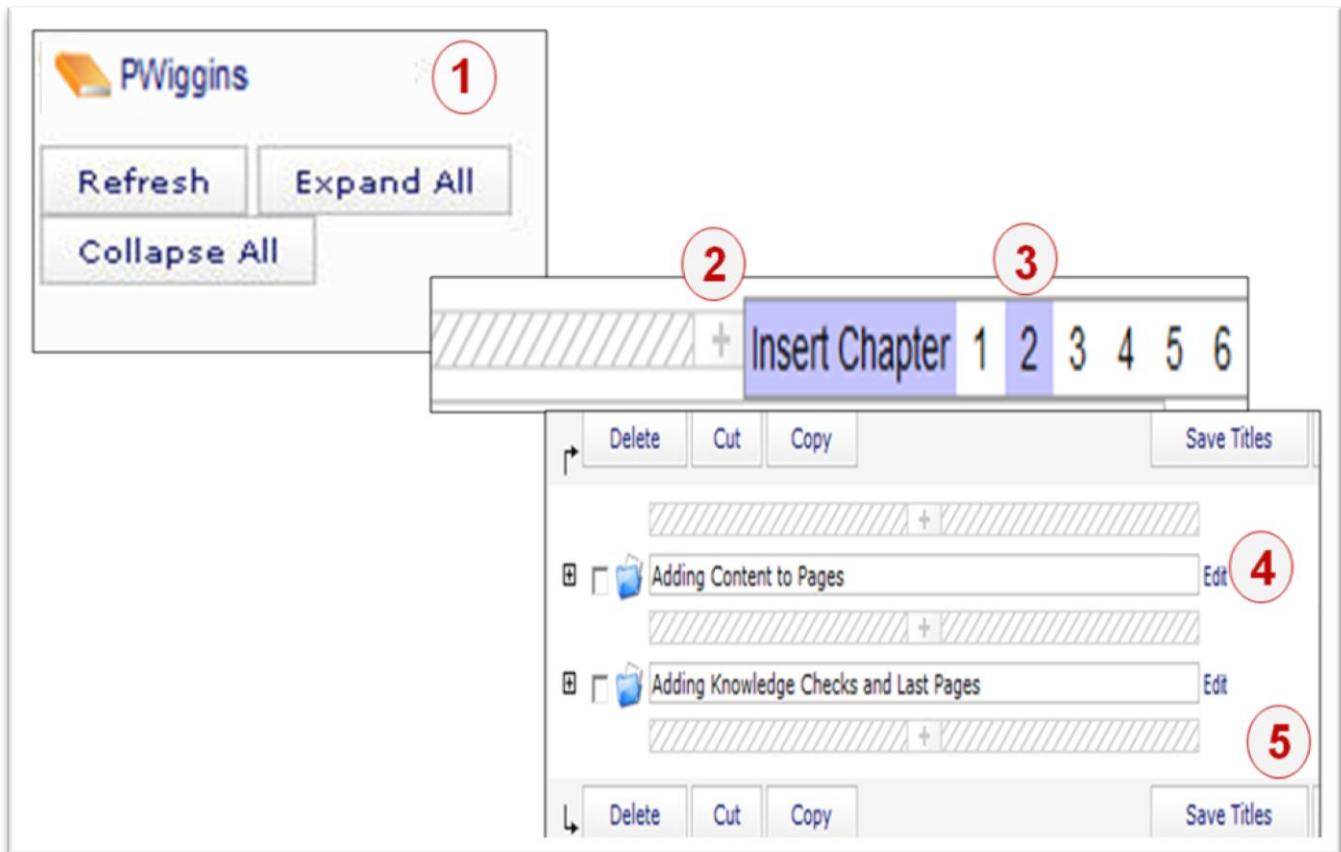 PWiggins
1
Refresh
Expand All
Collapse All
2
3
+ Insert Chapter 1 2 3 4 5 6
Delete Cut Copy Save Titles
+
Adding Content to Pages Edit
4
+
Adding Knowledge Checks and Last Pages Edit
+
5
Delete Cut Copy Save Titles